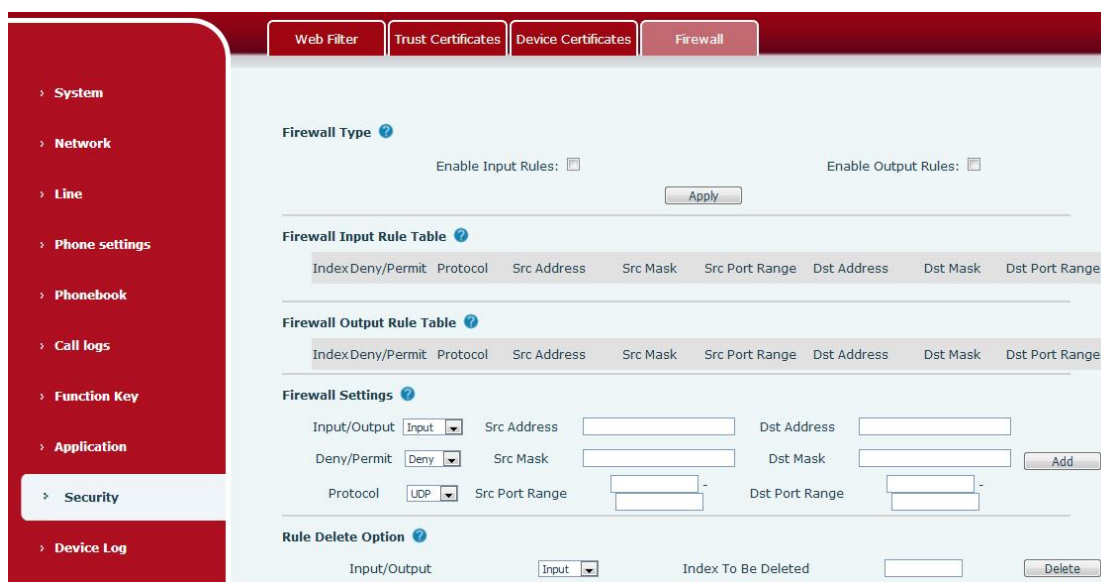 Web Filter Trust Certificates Device Certificates Firewall
› System
› Network
› Line
› Phone settings
› Phonebook
› Call logs
› Function Key
› Application
› Security
› Device Log
Firewall Type ?
Enable Input Rules: Enable Output Rules:
Apply
Firewall Input Rule Table ?
Index Deny/Permit Protocol Src Address Src Mask Src Port Range Dst Address Dst Mask Dst Port Range
Firewall Output Rule Table ?
Index Deny/Permit Protocol Src Address Src Mask Src Port Range Dst Address Dst Mask Dst Port Range
Firewall Settings ?
Input/Output Input Src Address Dst Address
Deny/Permit Deny Src Mask Dst Mask Add
Protocol UDP Src Port Range - Dst Port Range -
Rule Delete Option ?
Input/Output Input Index To Be Deleted Delete